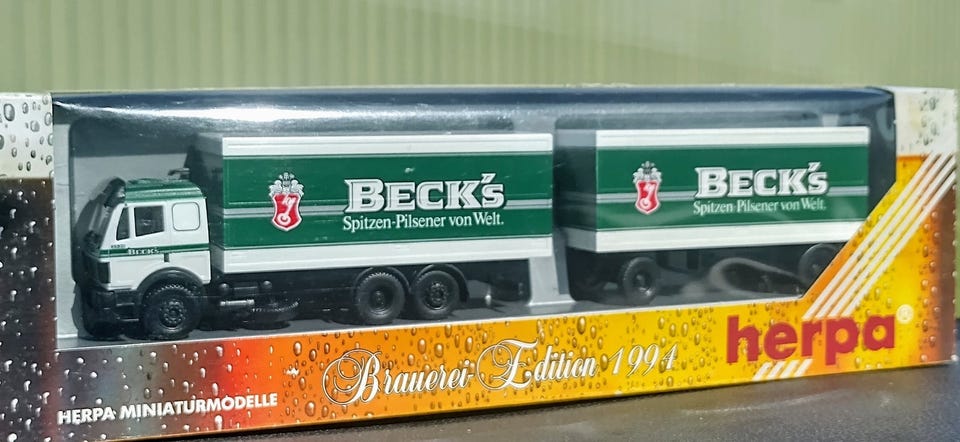 BECK's
Spitzen-Pilsener von Welt.
BECK's
Spitzen-Pilsener von Welt.
BECK's
herpa®
Brauerei-Edition 1994
HERPA MINIATURMODELLE